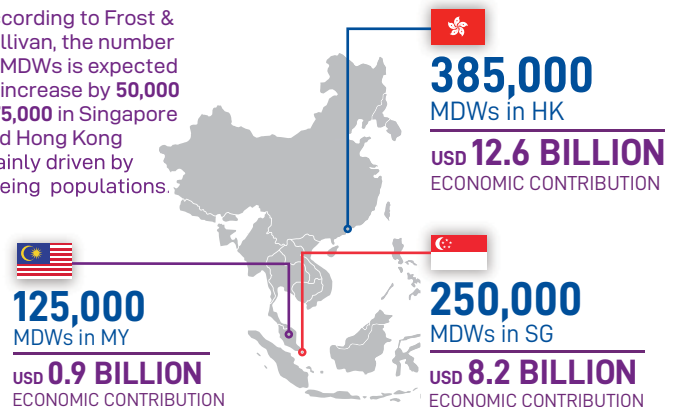 ccording to Frost &
llivan, the number
MDWs is expected
increase by 50,000
75,000 in Singapore
d Hong Kong
ainly driven by
eing populations.
385,000
MDWs in HK
USD 12.6 BILLION
ECONOMIC CONTRIBUTION
125,000
MDWs in MY
USD 0.9 BILLION
ECONOMIC CONTRIBUTION
250,000
MDWs in SG
USD 8.2 BILLION
ECONOMIC CONTRIBUTION